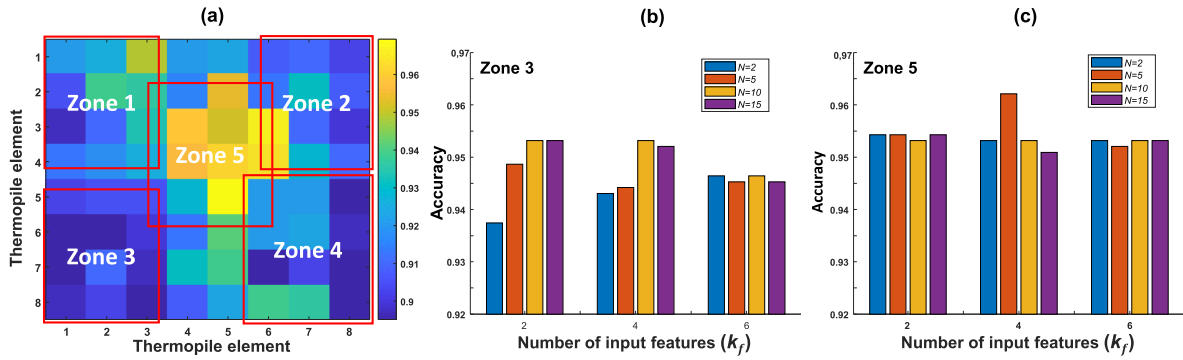 (a)
Zone 1
Zone 2
Zone 5
Zone 3
Zone 4
Thermopile element
1
2
3
4
5
6
7
8
1 2 3 4 5 6 7 8
Thermopile element
0.96
0.95
0.94
0.93
0.92
0.91
0.9
(b)
Zone 3
N=2
N=5
N=10
N=15
Accuracy
0,97
0.96
0.95
0.94
0.93
0.92
2 4 6
Number of input features (kf)
(c)
Zone 5
N=2
N=5
N=10
N=15
Accuracy
0,97
0.96
0.95
0.94
0.93
0.92
2 4 6
Number of input features (kf)